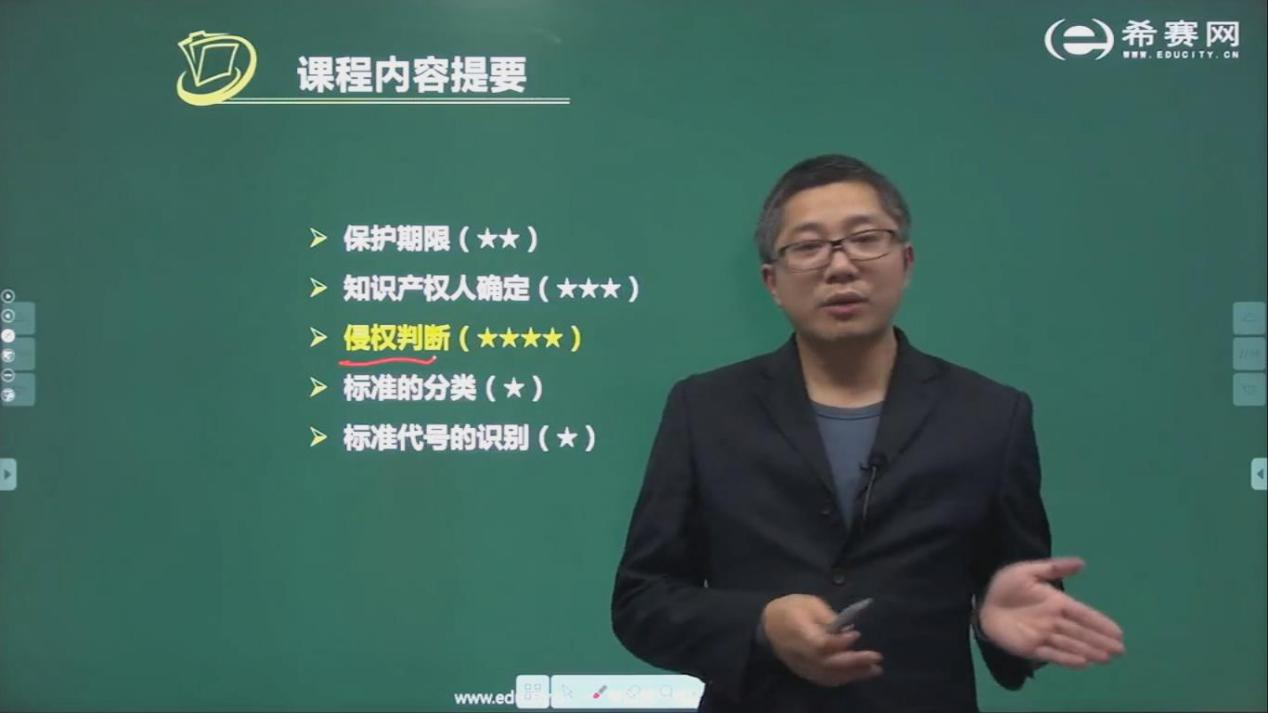 希赛网
WWW.EDUCITY.CN
课程内容提要
保护期限（★★）
知识产权人确定（★★★）
侵权判断（★★★★）
标准的分类（★）
标准代号的识别（★）
www.edu